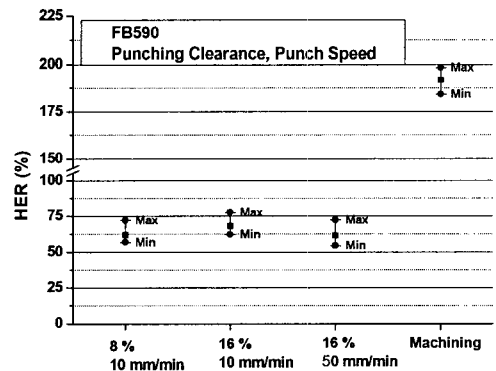 FB590
Punching Clearance, Punch Speed
HER (%)
225
200
175
150
100
75
50
25
0
Max
Min
Max
Min
Max
Min
Max
Min
8 %
10 mm/min
16 %
10 mm/min
16 %
50 mm/min
Machining